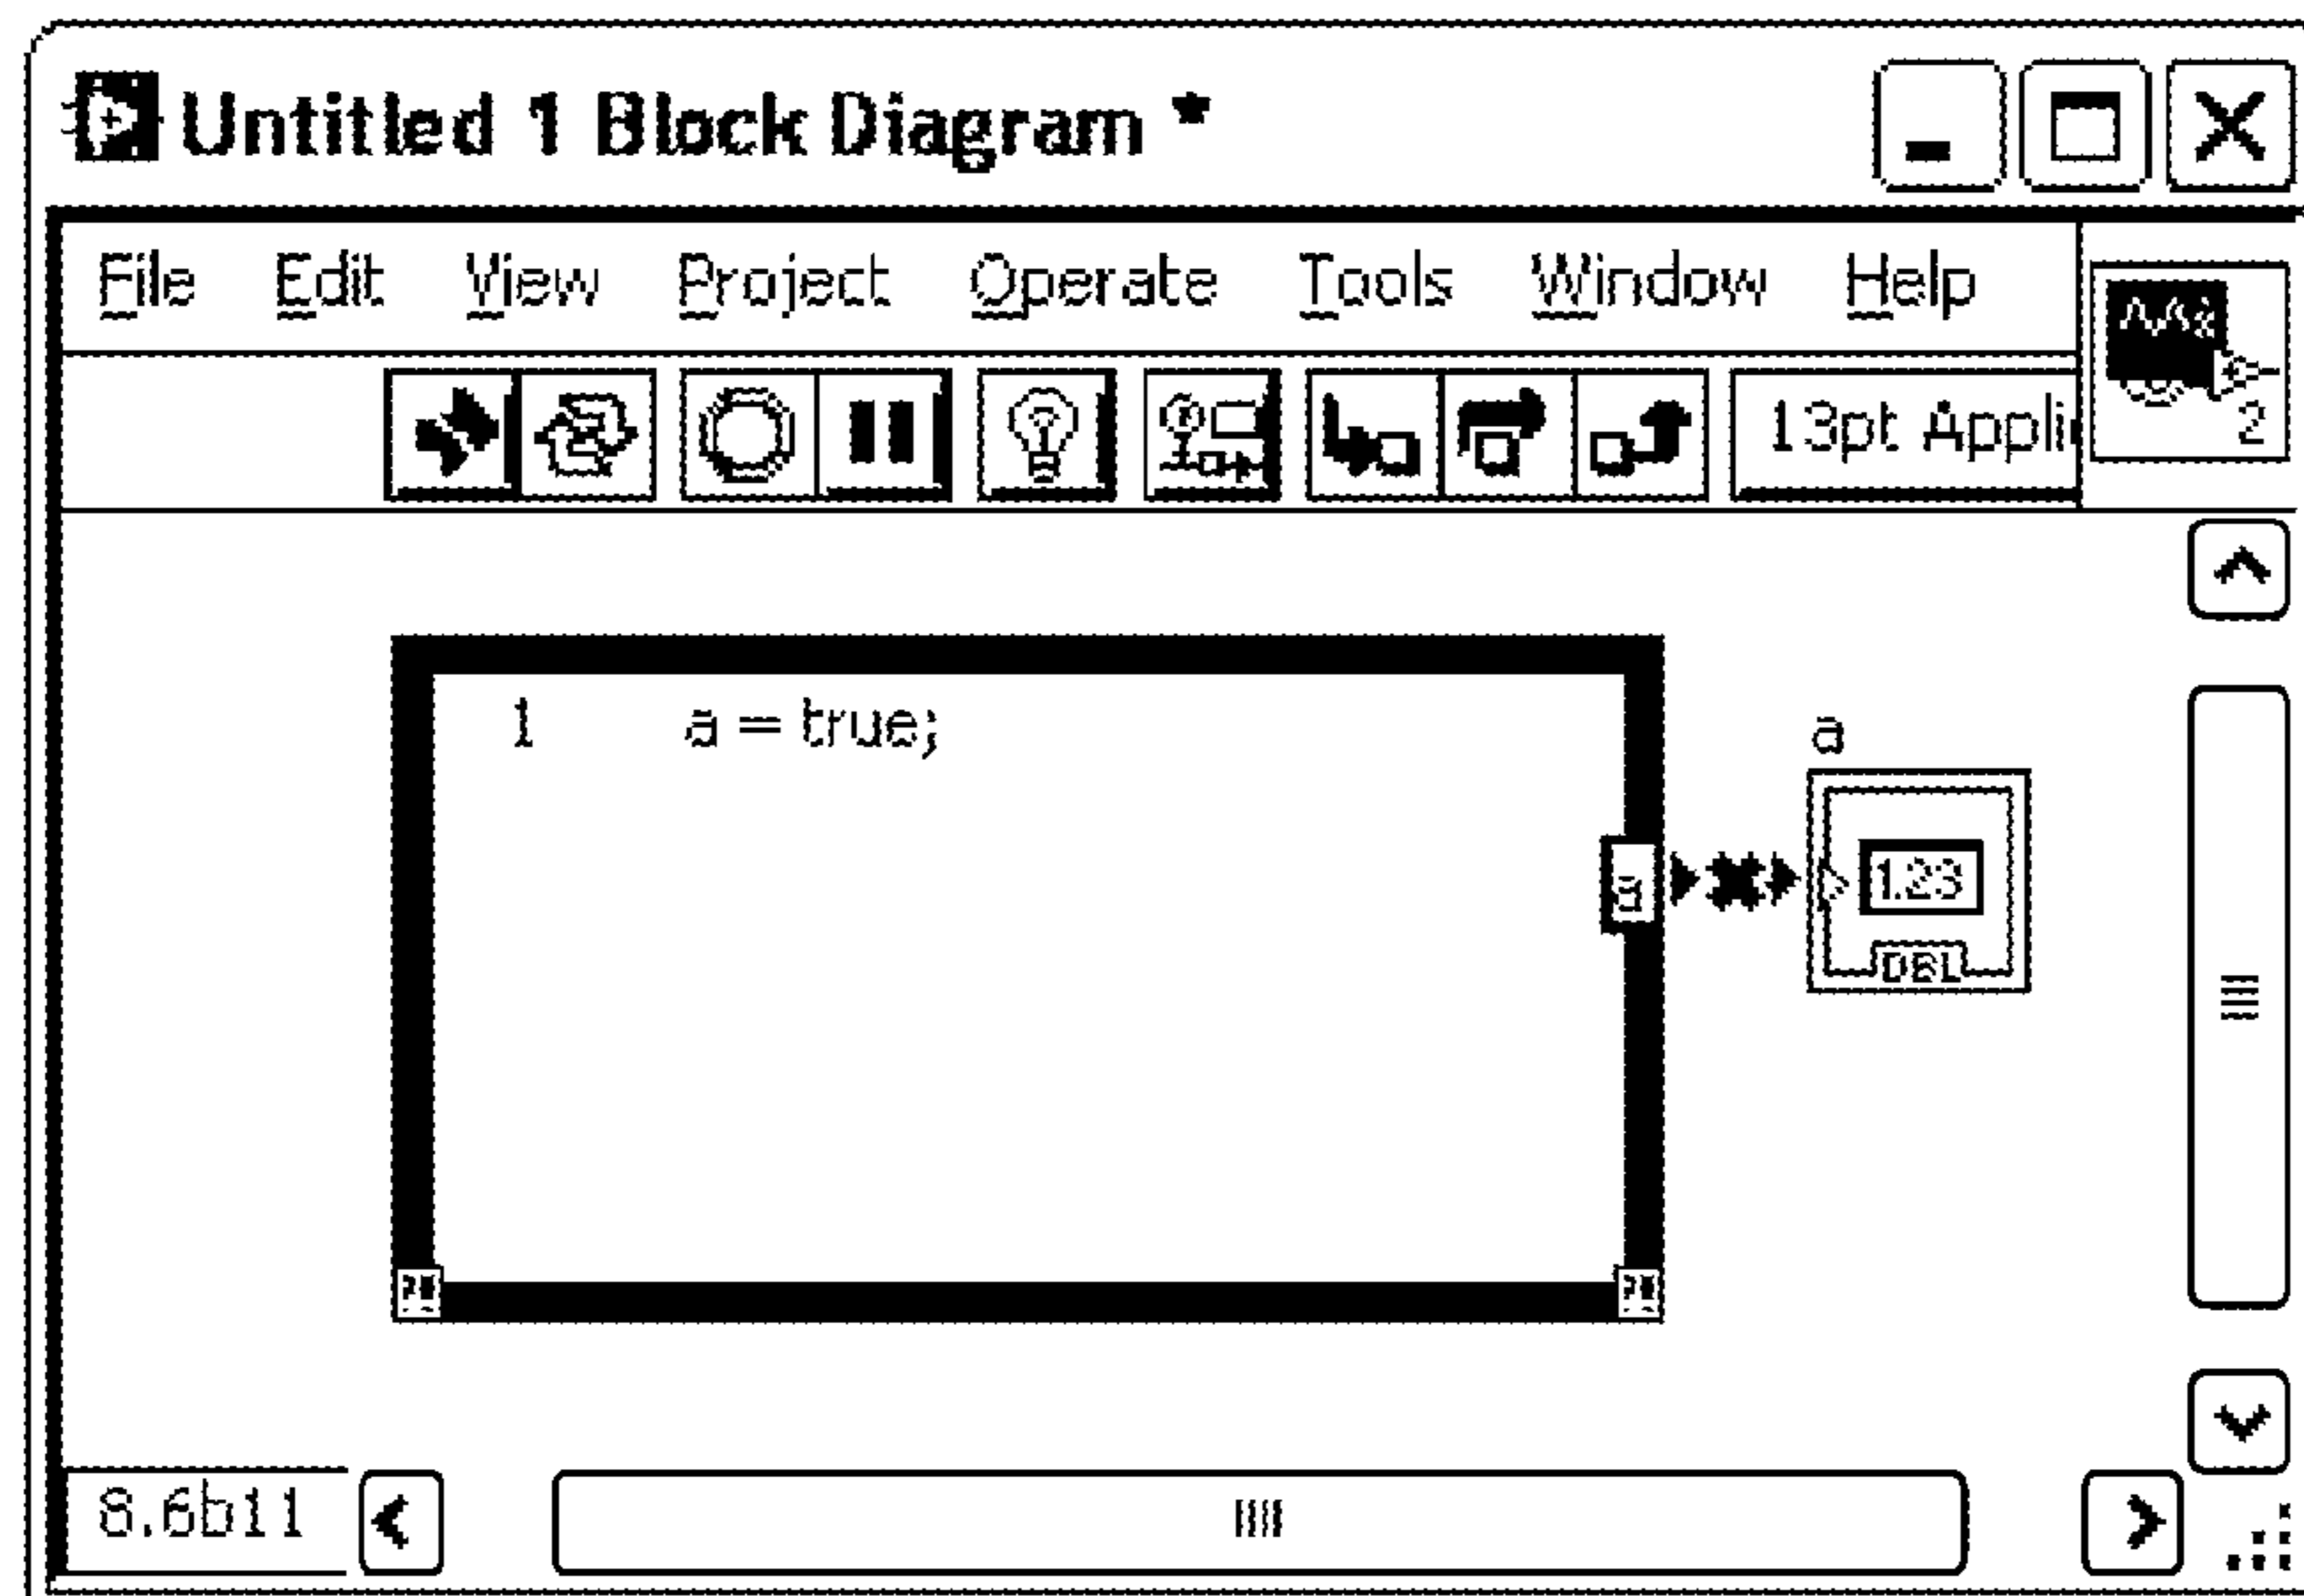 Untitled 1 Block Diagram *
File Edit View Project Operate Tools Window Help
13pt Appli
2
1 a = true;
a
a
1.23
DBL
8.6b11